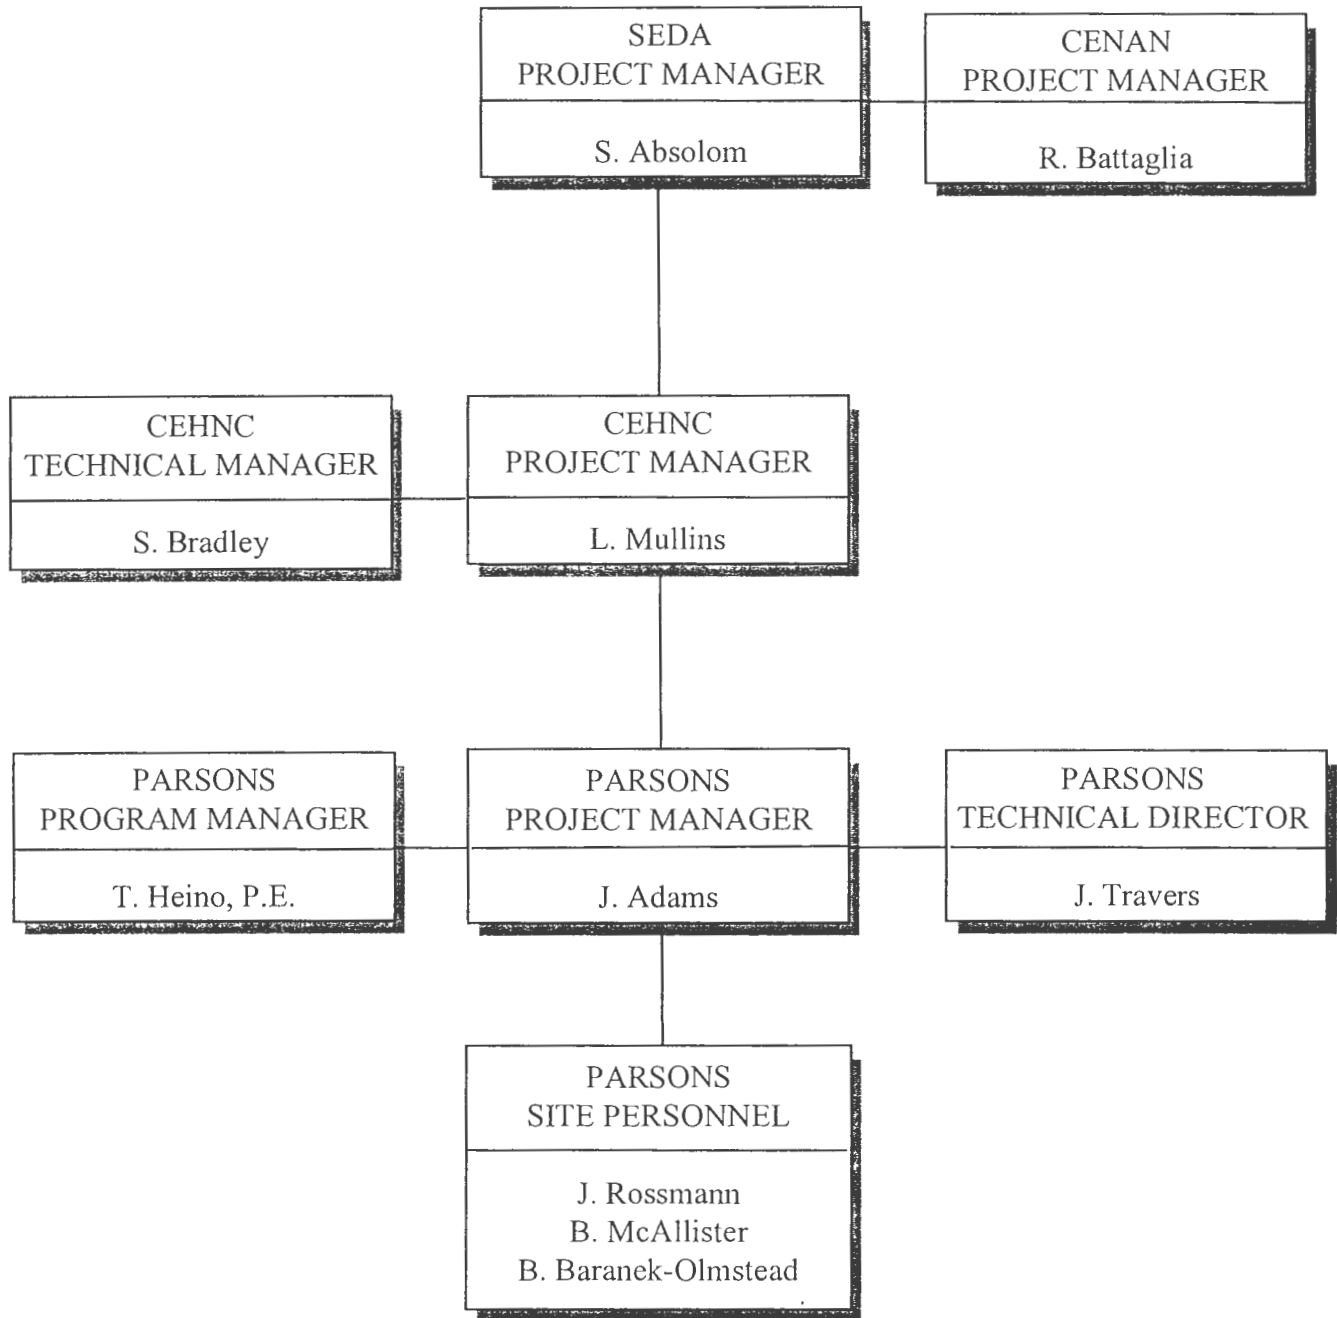 SEDA
PROJECT MANAGER
S. Absolom
CENAN
PROJECT MANAGER
R. Battaglia
CEHNC
TECHNICAL MANAGER
S. Bradley
CEHNC
PROJECT MANAGER
L. Mullins
PARSONS
PROGRAM MANAGER
T. Heino, P.E.
PARSONS
PROJECT MANAGER
J. Adams
PARSONS
TECHNICAL DIRECTOR
J. Travers
PARSONS
SITE PERSONNEL
J. Rossmann
B. McAllister
B. Baranek-Olmstead